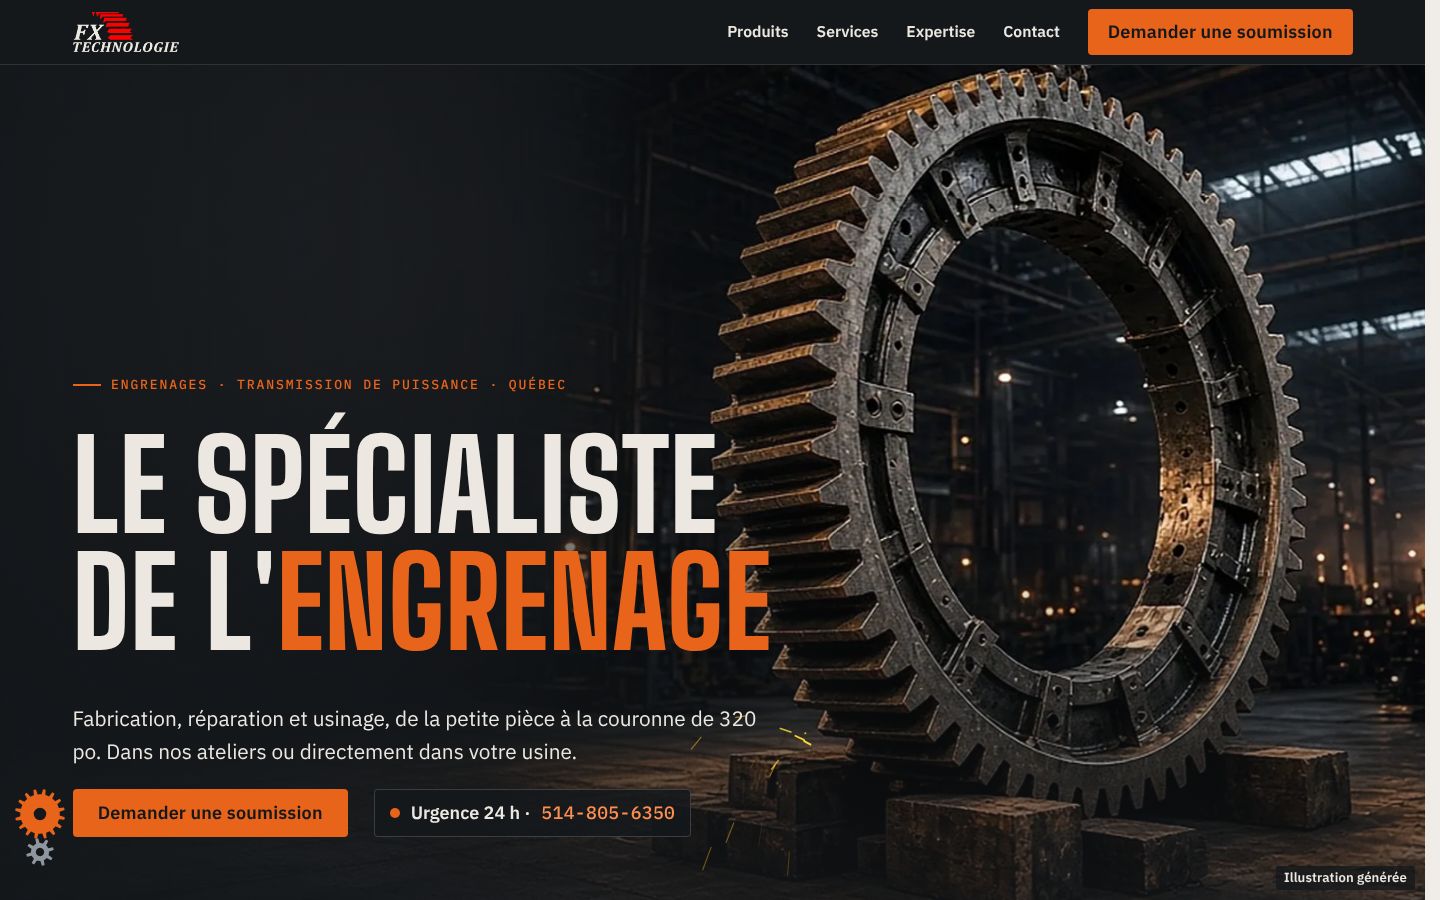 FX
TECHNOLOGIE
Produits
Services
Expertise
Contact
Demander une soumission
ENGRENAGES · TRANSMISSION DE PUISSANCE · QUÉBEC
LE SPÉCIALISTE
DE L'ENGRENAGE
Fabrication, réparation et usinage, de la petite pièce à la couronne de 320
po. Dans nos ateliers ou directement dans votre usine.
Demander une soumission
Urgence 24 h · 514-805-6350
Illustration générée